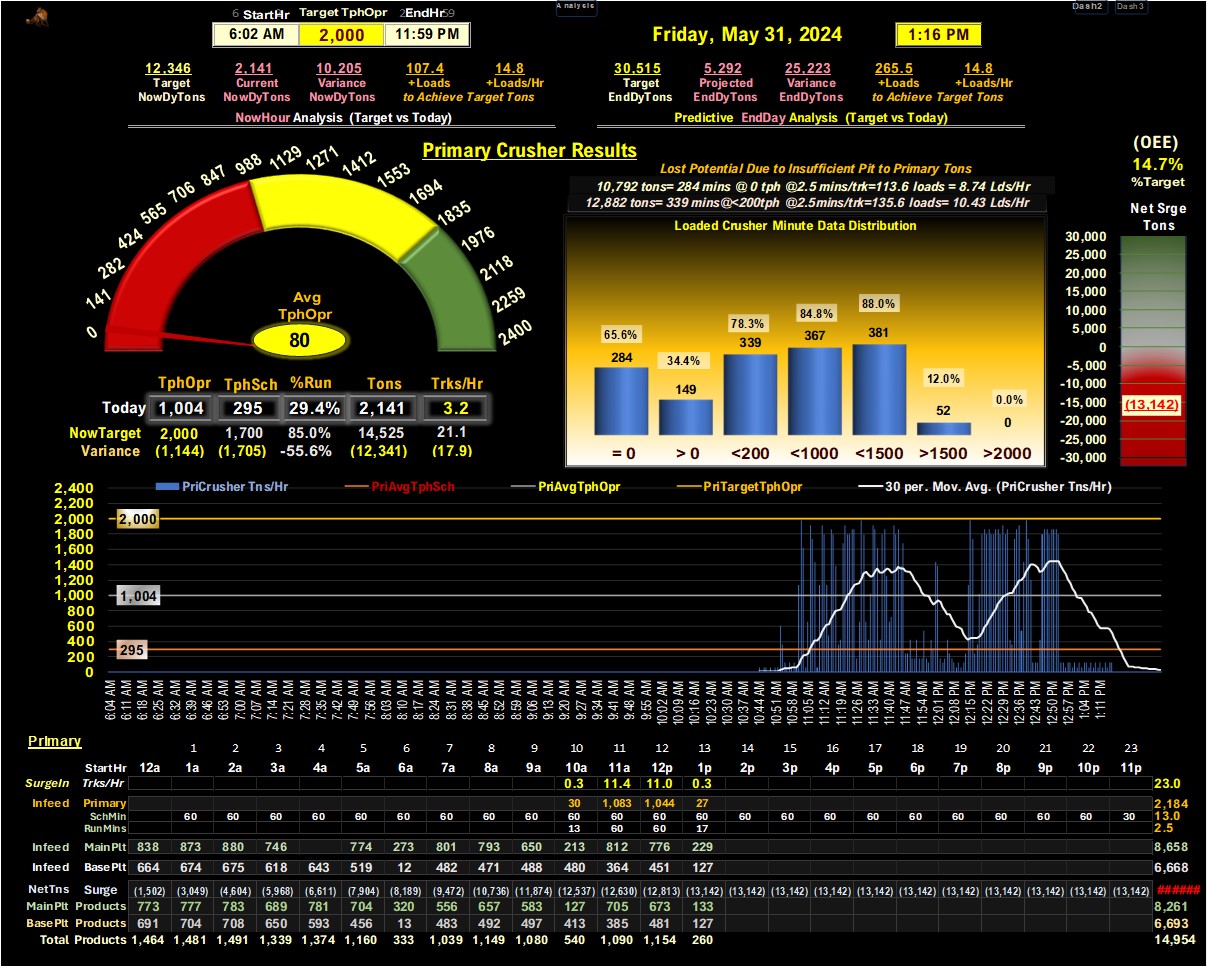 6 StartHr Target TphOpr 2EndHr59 Analysis Dash2 Dash3
6:02 AM 2,000 11:59 PM Friday, May 31, 2024 1:16 PM
12,346 2,141 10,205 107.4 14.8 30,515 5,292 25,223 265.5 14.8
Target Current Variance +Loads +Loads/Hr Target Projected Variance +Loads +Loads/Hr
NowDyTons NowDyTons NowDyTons to Achieve Target Tons EndDyTons EndDyTons EndDyTons to Achieve Target Tons
NowHour Analysis (Target vs Today) Predictive EndDay Analysis (Target vs Today)
Primary Crusher Results
(OEE)
14.7%
%Target
Net Srge
Tons
Lost Potential Due to Insufficient Pit to Primary Tons
10,792 tons= 284 mins @ 0 tph @2.5 mins/trk=113.6 loads = 8.74 Lds/Hr
12,882 tons= 339 mins@<200tph @2.5mins/trk=135.6 loads= 10.43 Lds/Hr
0 141 282 424 565 706 847 988 1129 1271 1412 1553 1694 1835 1976 2118 2259 2400
Avg
TphOpr
80
Loaded Crusher Minute Data Distribution
65.6% 34.4% 78.3% 84.8% 88.0% 12.0% 0.0%
284 149 339 367 381 52 0
= 0 > 0 <200 <1000 <1500 >1500 >2000
30,000
25,000
20,000
15,000
10,000
5,000
0
-5,000
-10,000
-15,000
-20,000
-25,000
-30,000
(13,142)
TphOpr TphSch %Run Tons Trks/Hr
Today 1,004 295 29.4% 2,141 3.2
NowTarget 2,000 1,700 85.0% 14,525 21.1
Variance (1,144) (1,705) -55.6% (12,341) (17.9)
PriCrusher Tns/Hr PriAvgTphSch PriAvgTphOpr PriTargetTphOpr 30 per. Mov. Avg. (PriCrusher Tns/Hr)
2,400
2,200
2,000
1,800
1,600
1,400
1,200
1,000
800
600
400
200
0
2,000
1,004
295
6:04 AM 6:11 AM 6:18 AM 6:25 AM 6:32 AM 6:39 AM 6:46 AM 6:53 AM 7:00 AM 7:07 AM 7:14 AM 7:21 AM 7:28 AM 7:35 AM 7:42 AM 7:49 AM 7:56 AM 8:03 AM 8:10 AM 8:17 AM 8:24 AM 8:31 AM 8:38 AM 8:45 AM 8:52 AM 8:59 AM 9:06 AM 9:13 AM 9:20 AM 9:27 AM 9:34 AM 9:41 AM 9:48 AM 9:55 AM 10:02 AM 10:09 AM 10:16 AM 10:23 AM 10:30 AM 10:37 AM 10:44 AM 10:51 AM 10:58 AM 11:05 AM 11:12 AM 11:19 AM 11:26 AM 11:33 AM 11:40 AM 11:47 AM 11:54 AM 12:01 PM 12:08 PM 12:15 PM 12:22 PM 12:29 PM 12:36 PM 12:43 PM 12:50 PM 12:57 PM 1:04 PM 1:11 PM
Primary
1 2 3 4 5 6 7 8 9 10 11 12 13 14 15 16 17 18 19 20 21 22 23
StartHr 12a 1a 2a 3a 4a 5a 6a 7a 8a 9a 10a 11a 12p 1p 2p 3p 4p 5p 6p 7p 8p 9p 10p 11p
SurgeIn Trks/Hr 0.3 11.4 11.0 0.3 23.0
Infeed Primary 30 1,083 1,044 27 2,184
SchMin 60 60 60 60 60 60 60 60 60 60 60 60 60 60 60 60 60 60 60 60 60 60 30 13.0
RunMins 13 60 60 17 2.5
Infeed MainPlt 838 873 880 746 774 273 801 793 650 213 812 776 229 8,658
Infeed BasePlt 664 674 675 618 643 519 12 482 471 488 480 364 451 127 6,668
NetTns Surge (1,502) (3,049) (4,604) (5,968) (6,611) (7,904) (8,189) (9,472) (10,736) (11,874) (12,537) (12,630) (12,813) (13,142) (13,142) (13,142) (13,142) (13,142) (13,142) (13,142) (13,142) (13,142) (13,142) (13,142) ######
MainPlt Products 773 777 783 689 781 704 320 556 657 583 127 705 673 133 8,261
BasePlt Products 691 704 708 650 593 456 13 483 492 497 413 385 481 127 6,693
Total Products 1,464 1,481 1,491 1,339 1,374 1,160 333 1,039 1,149 1,080 540 1,090 1,154 260 14,954